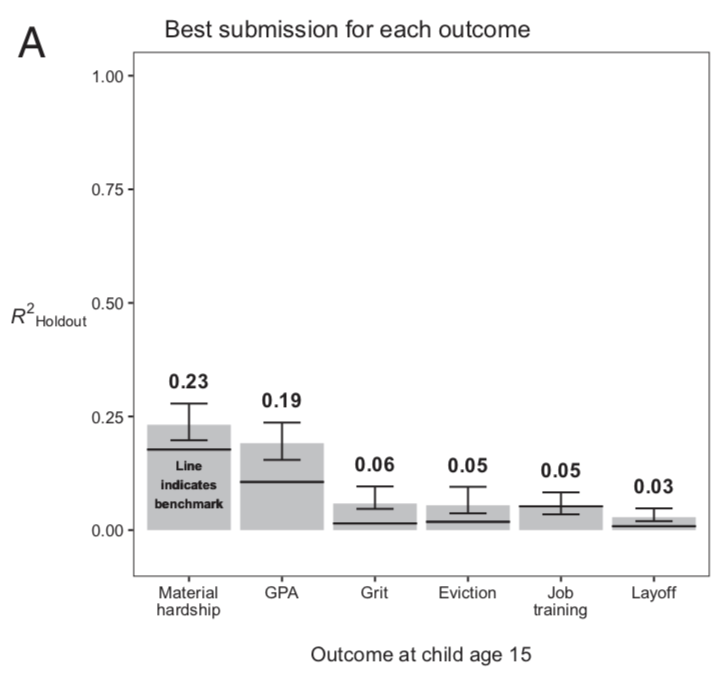 A
Best submission for each outcome
1.00
0.75
0.50
0.25
0.00
R²Holdout
0.23
0.19
0.06
0.05
0.05
0.03
Line
indicates
benchmark
Material
hardship
GPA
Grit
Eviction
Job
training
Layoff
Outcome at child age 15